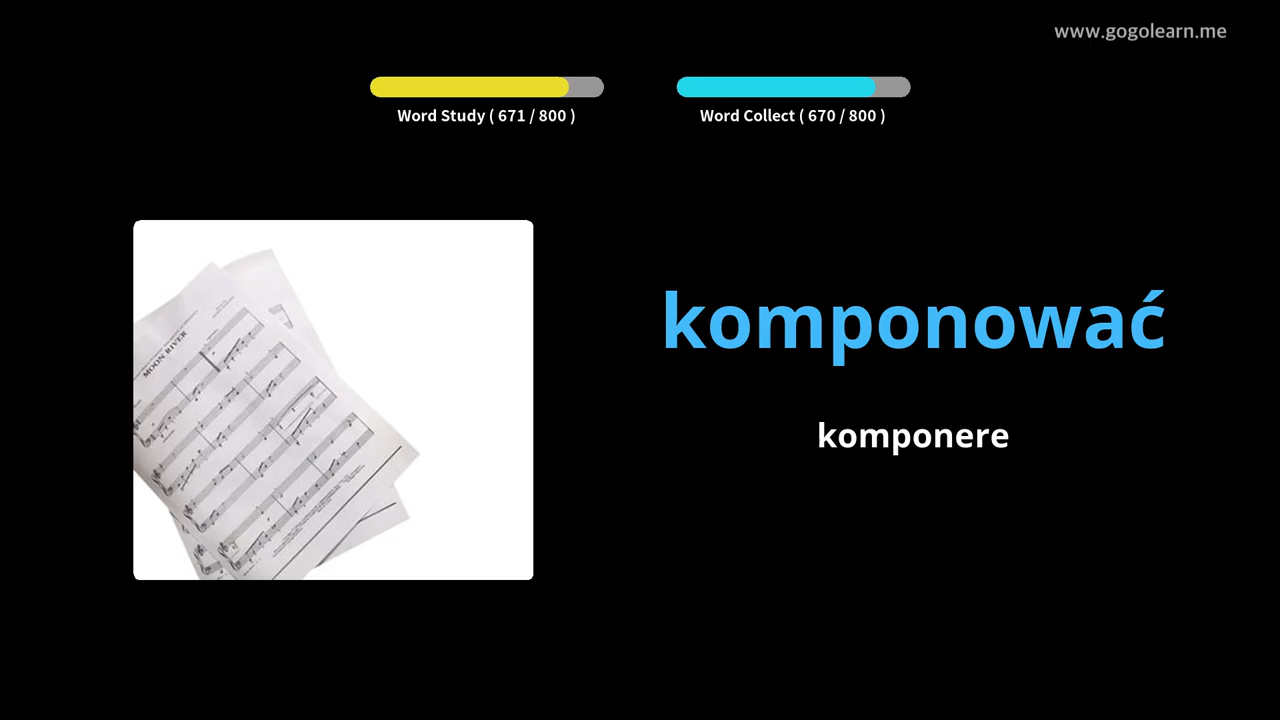 www.gogolearn.me
Word Study ( 671 / 800 )
Word Collect ( 670 / 800 )
MOON RIVER
komponować
komponere